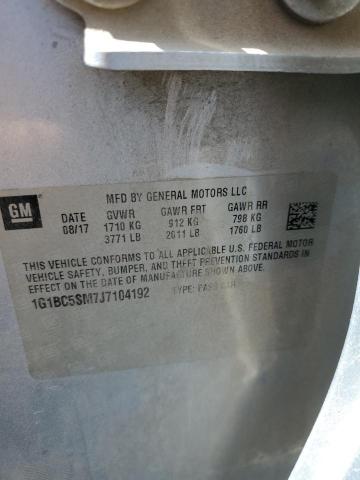 GM
MFD BY GENERAL MOTORS LLC
DATE GVWR GAWR FRT GAWR RR
08/17 1710 KG 912 KG 798 KG
3771 LB 2011 LB 1760 LB
THIS VEHICLE CONFORMS TO ALL APPLICABLE U.S. FEDERAL MOTOR
VEHICLE SAFETY, BUMPER, AND THEFT PREVENTION STANDARDS IN
EFFECT ON THE DATE OF MANUFACTURE SHOWN ABOVE.
1G1BC5SM7J7104192 TYPE: PASS CAR